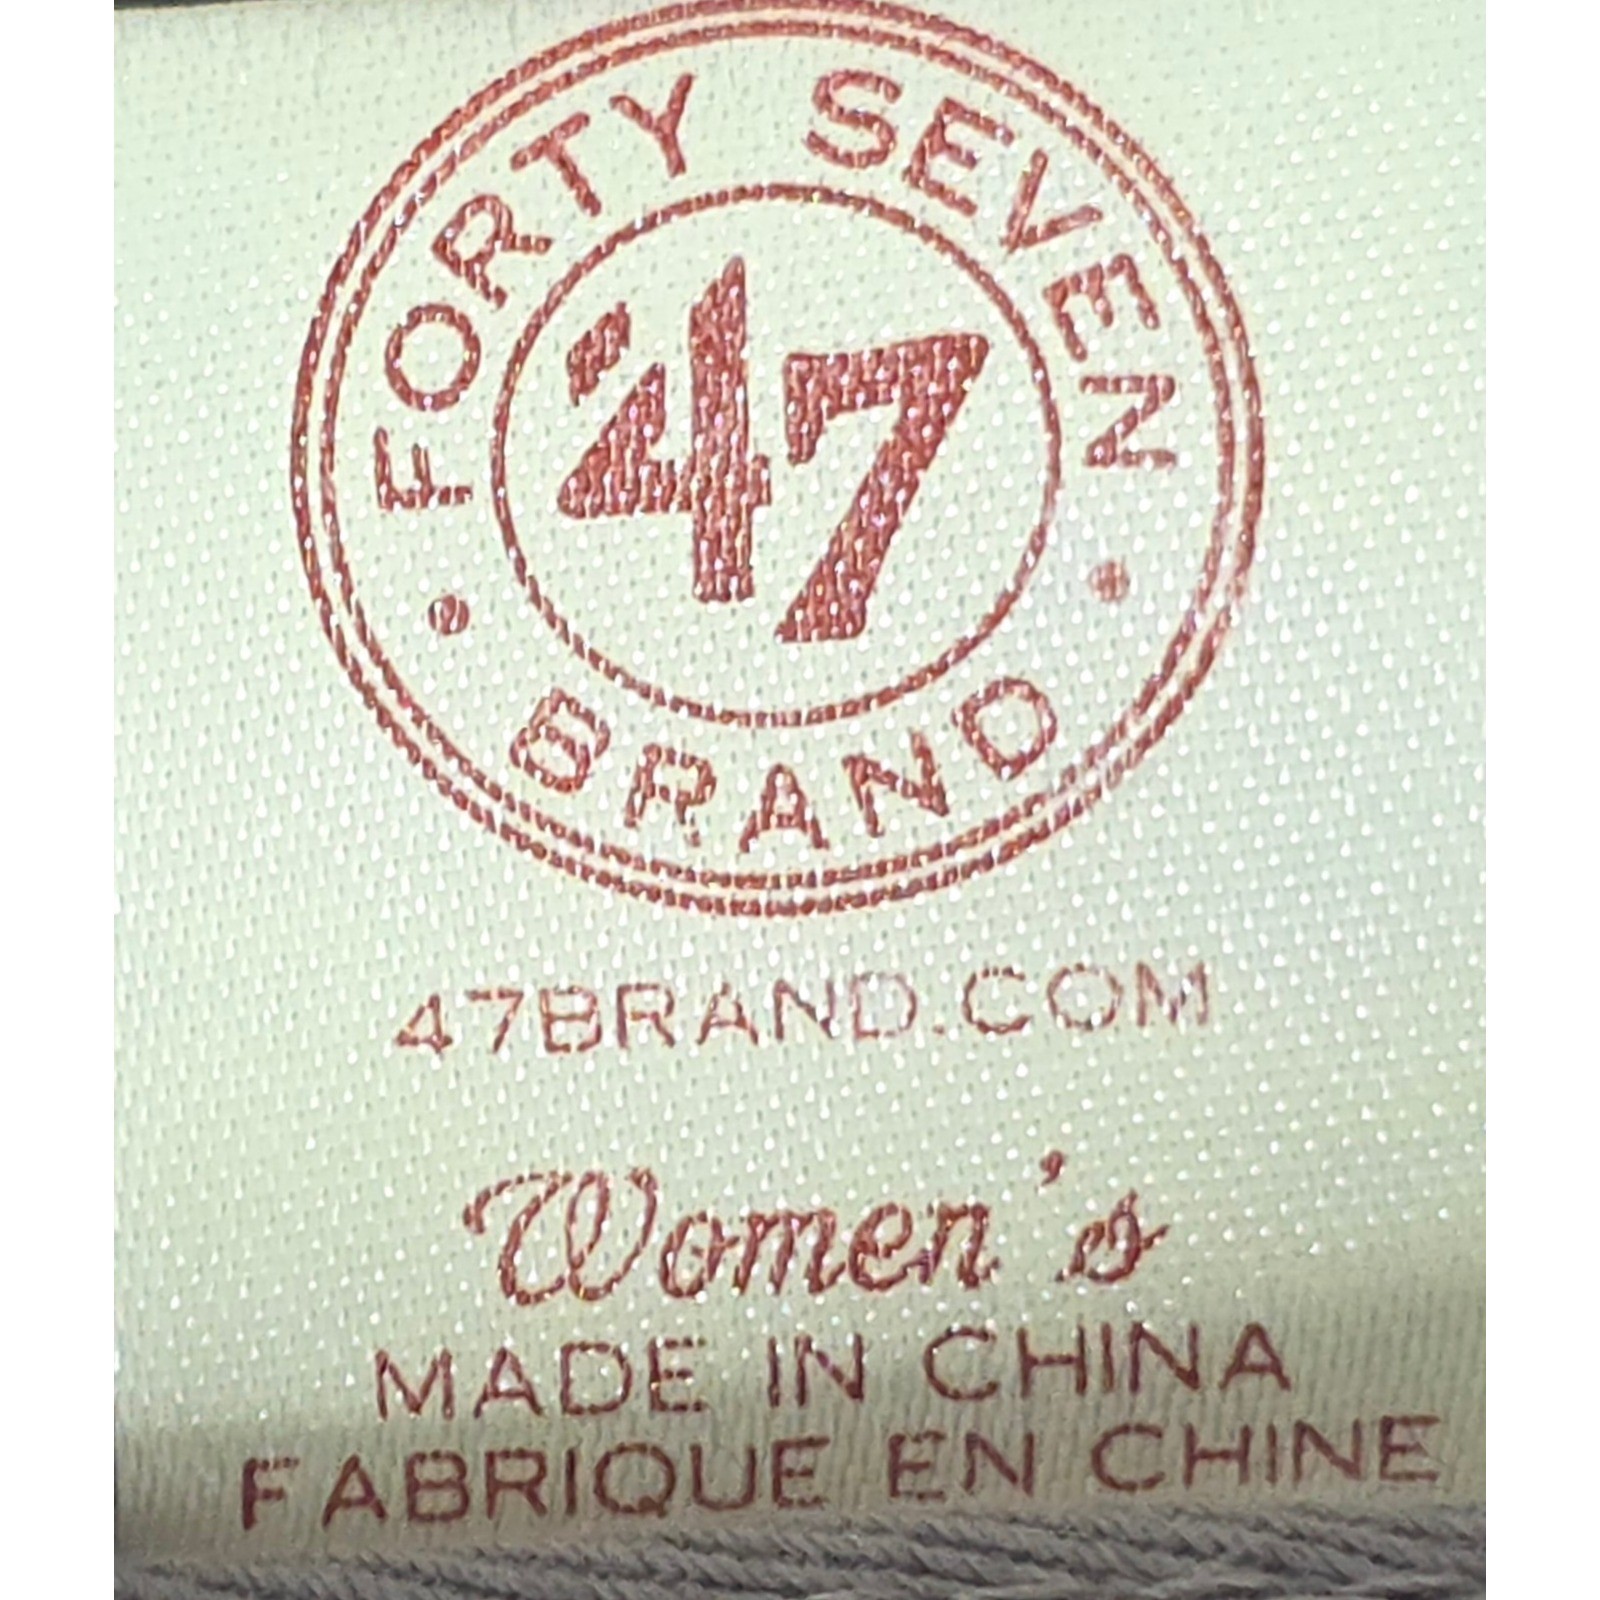 FORTY SEVEN
47
BRAND
47BRAND.COM
Women's
MADE IN CHINA
FABRIQUE EN CHINE